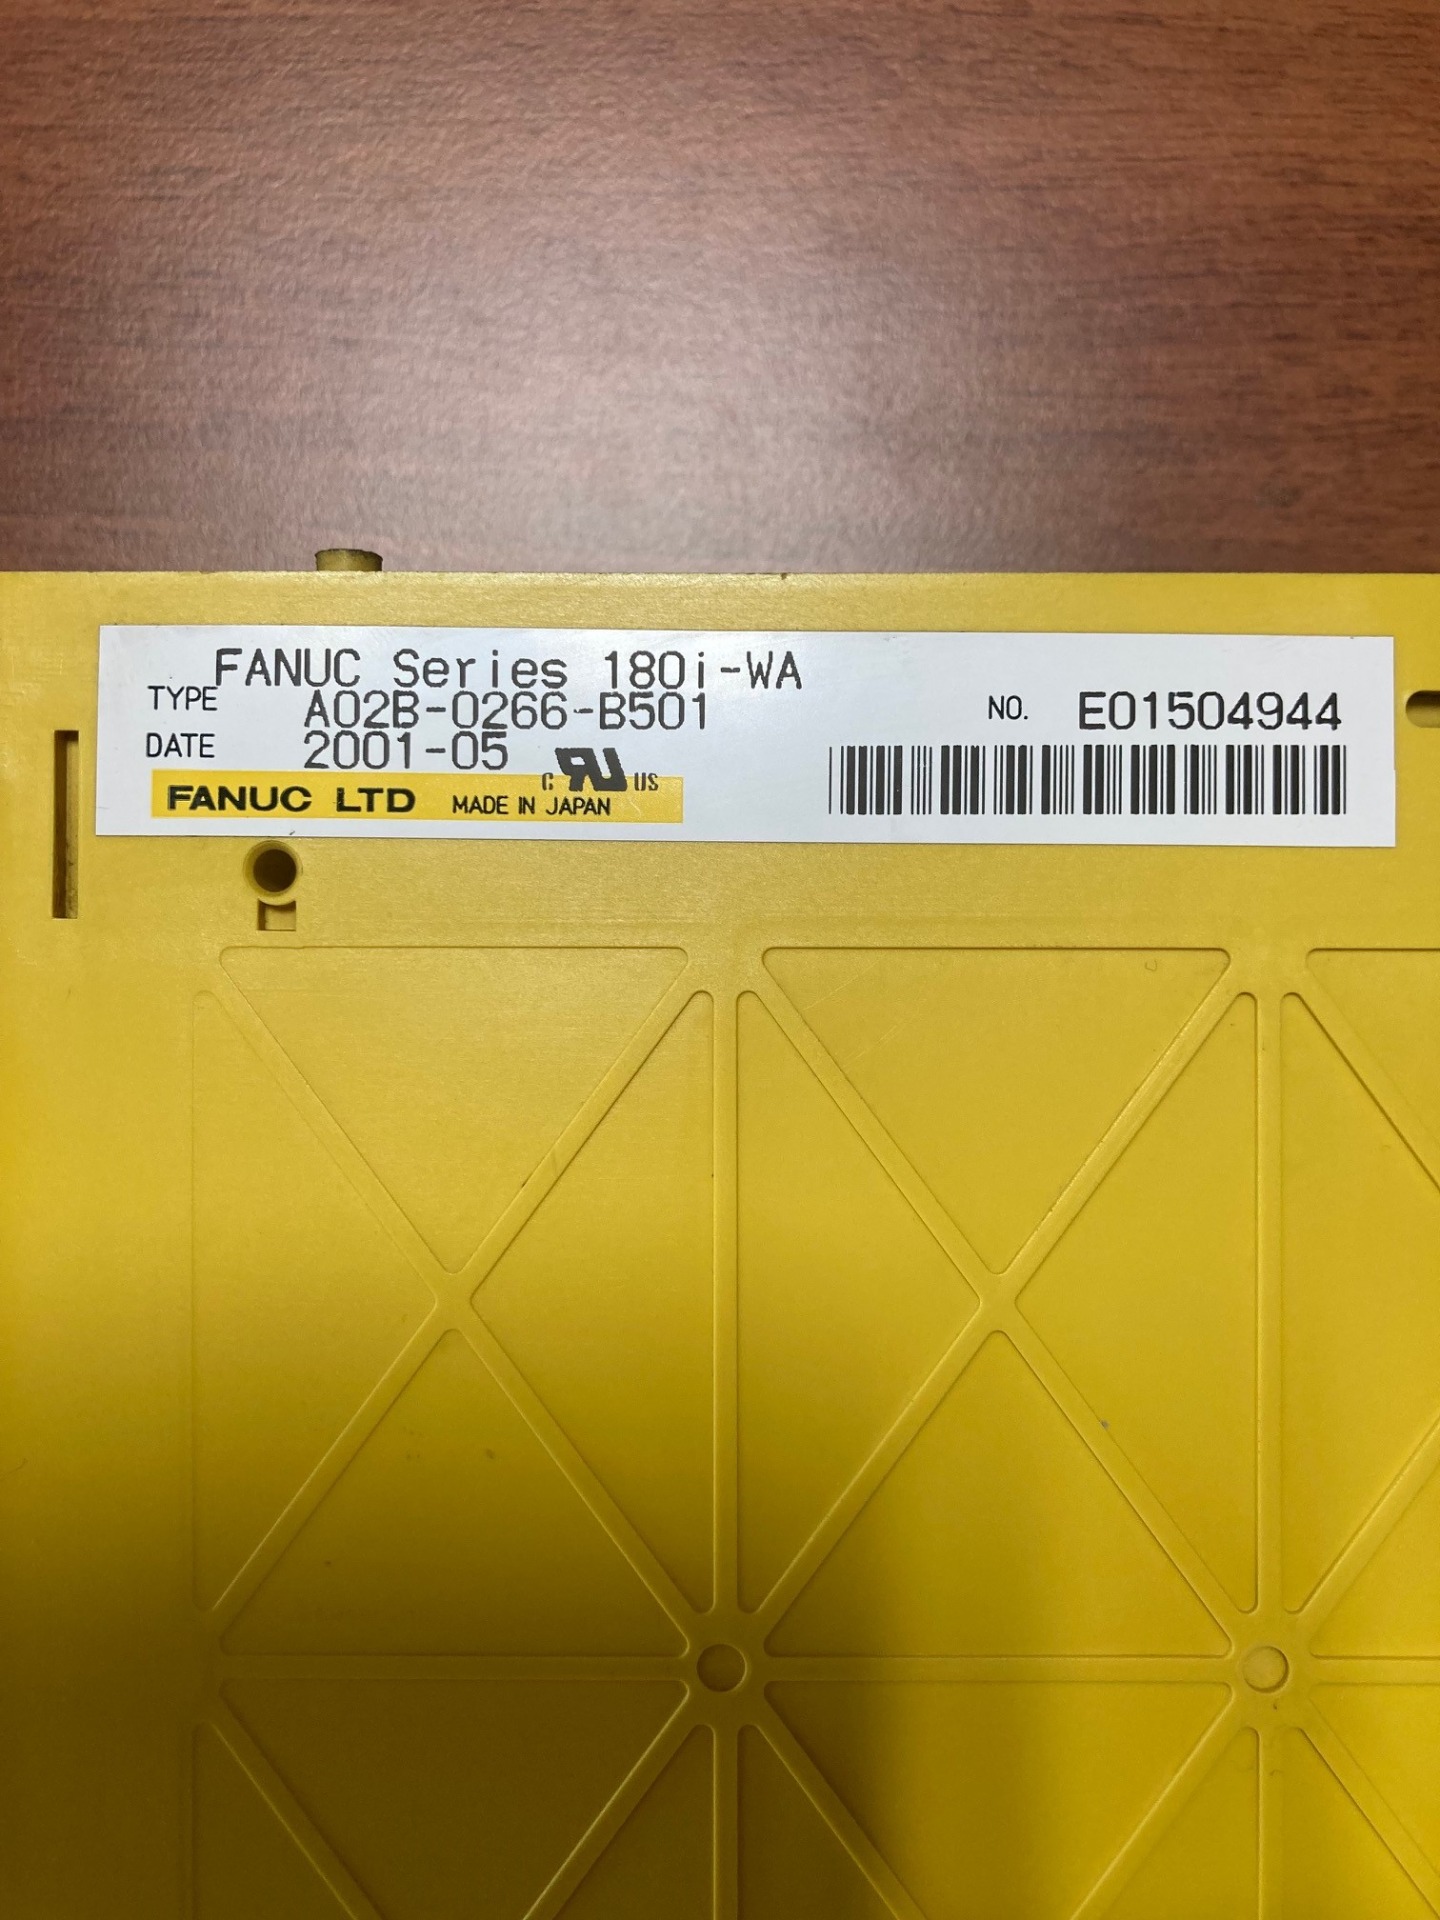 FANUC Series 180i-WA
TYPE A02B-0266-B501
NO. E01504944
DATE 2001-05
c RU US
FANUC LTD MADE IN JAPAN